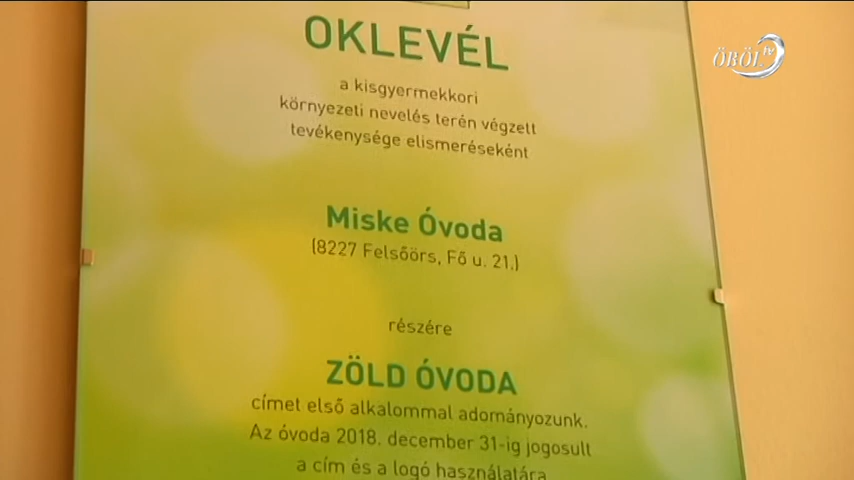 ÖBÖL TV
OKLEVÉL
a kisgyermekkori
környezeti nevelés terén végzett
tevékenysége elismeréseként
Miske Óvoda
(8227 Felsőörs, Fő u. 21.)
részére
ZÖLD ÓVODA
címet első alkalommal adományozunk.
Az óvoda 2018. december 31-ig jogosult
a cím és a logó használatára